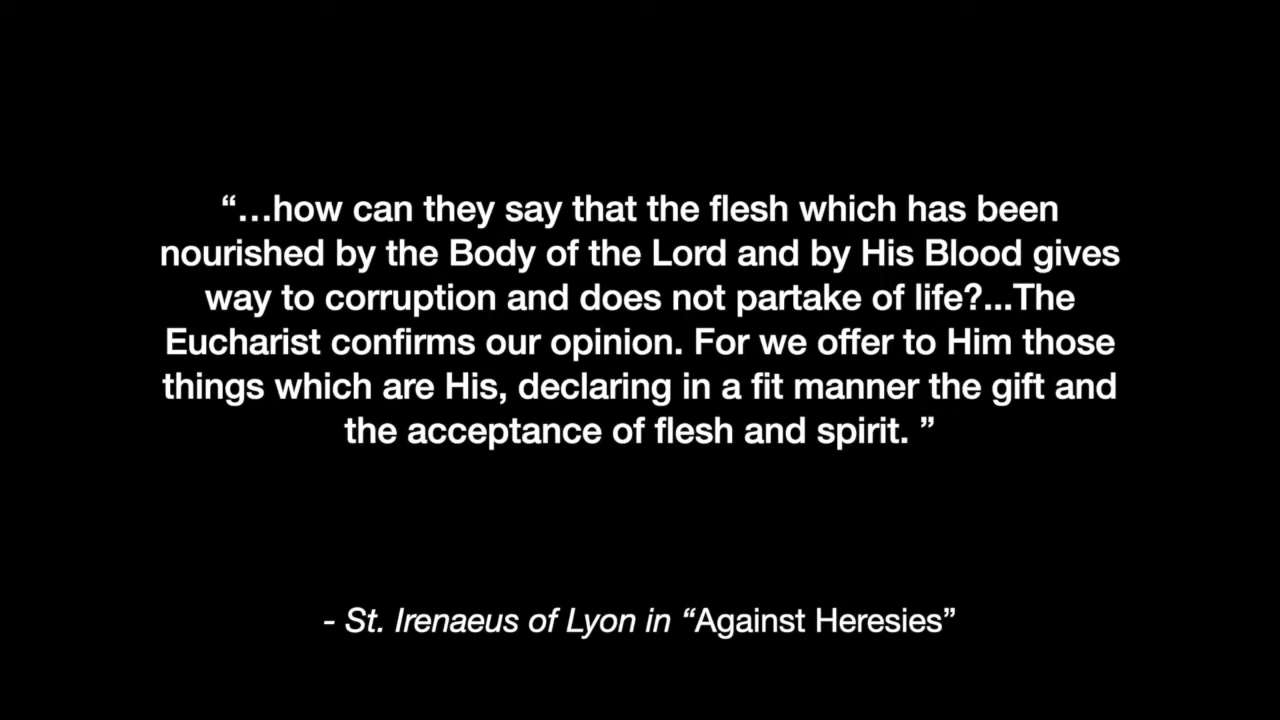 “…how can they say that the flesh which has been
nourished by the Body of the Lord and by His Blood gives
way to corruption and does not partake of life?...The
Eucharist confirms our opinion. For we offer to Him those
things which are His, declaring in a fit manner the gift and
the acceptance of flesh and spirit. ”
- St. Irenaeus of Lyon in “Against Heresies”